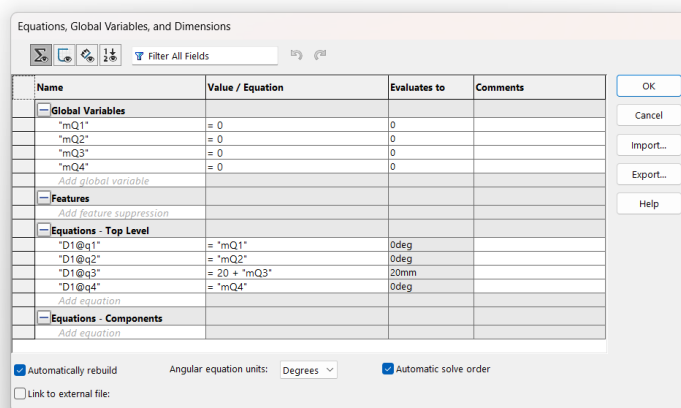 Equations, Global Variables, and Dimensions
Filter All Fields
Name Value / Equation Evaluates to Comments
Global Variables
"mQ1" = 0 0
"mQ2" = 0 0
"mQ3" = 0 0
"mQ4" = 0 0
Add global variable
Features
Add feature suppression
Equations - Top Level
"D1@q1" = "mQ1" 0deg
"D1@q2" = "mQ2" 0deg
"D1@q3" = 20 + "mQ3" 20mm
"D1@q4" = "mQ4" 0deg
Add equation
Equations - Components
Add equation
OK
Cancel
Import...
Export...
Help
Automatically rebuild Angular equation units: Degrees Automatic solve order
Link to external file: